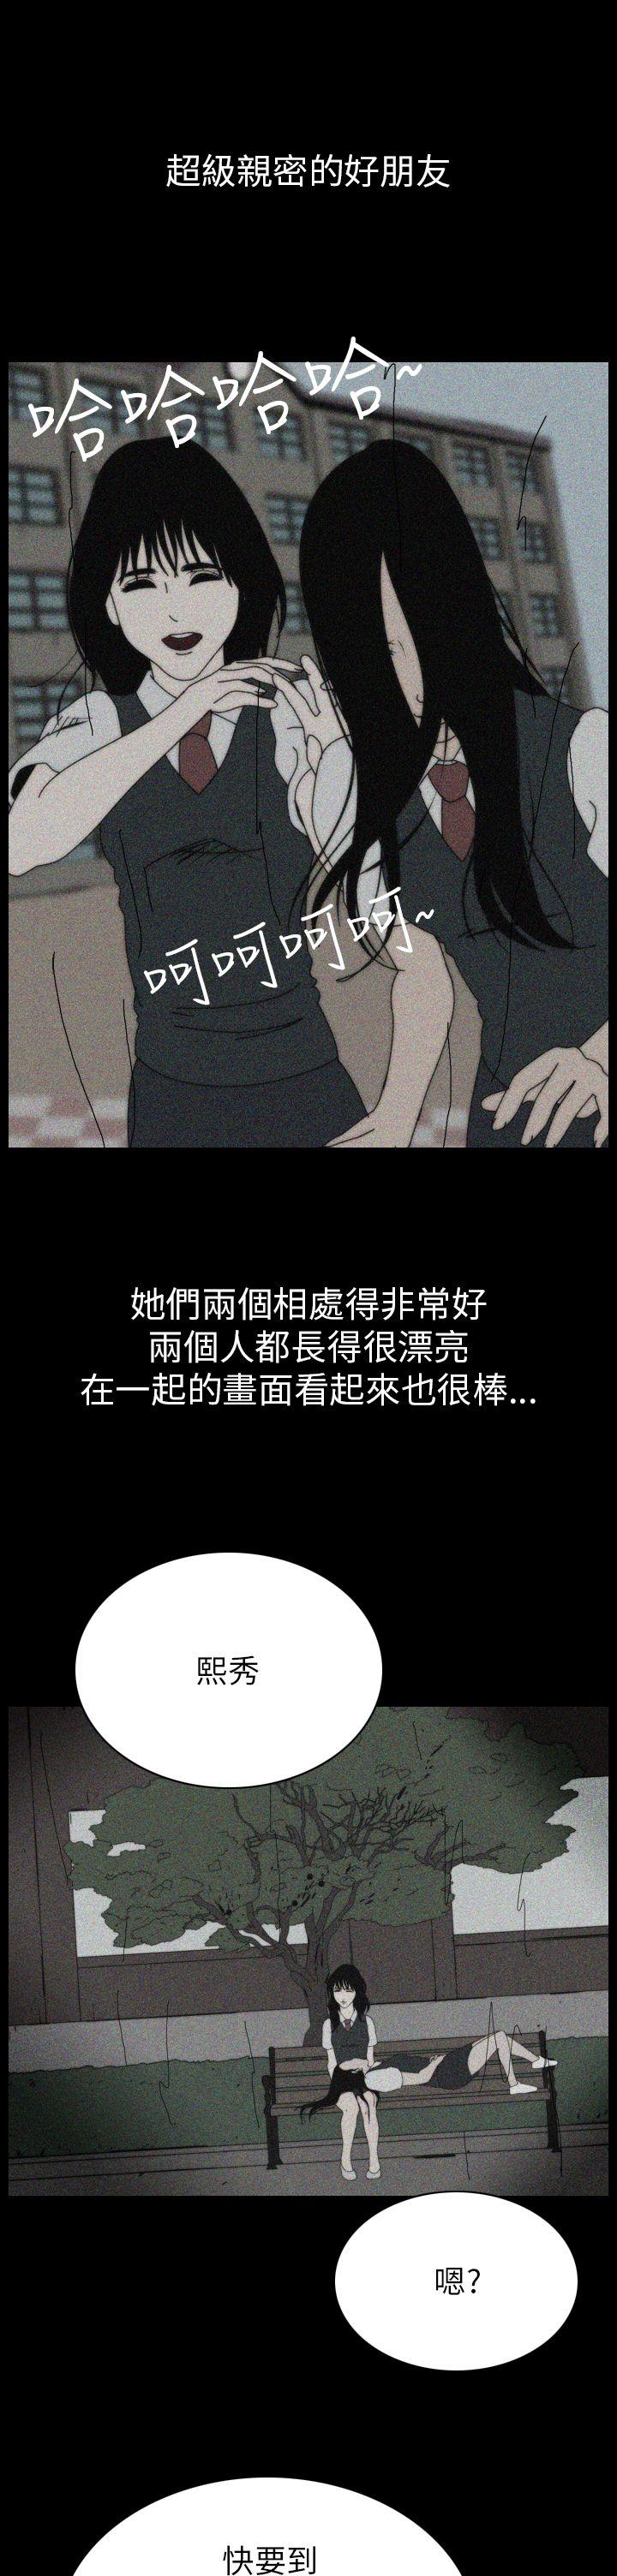 超級親密的好朋友
哈哈哈哈~
呵呵呵呵~
她們兩個相處得非常好
兩個人都長得很漂亮
在一起的畫面看起來也很棒...
熙秀
嗯?
快要到